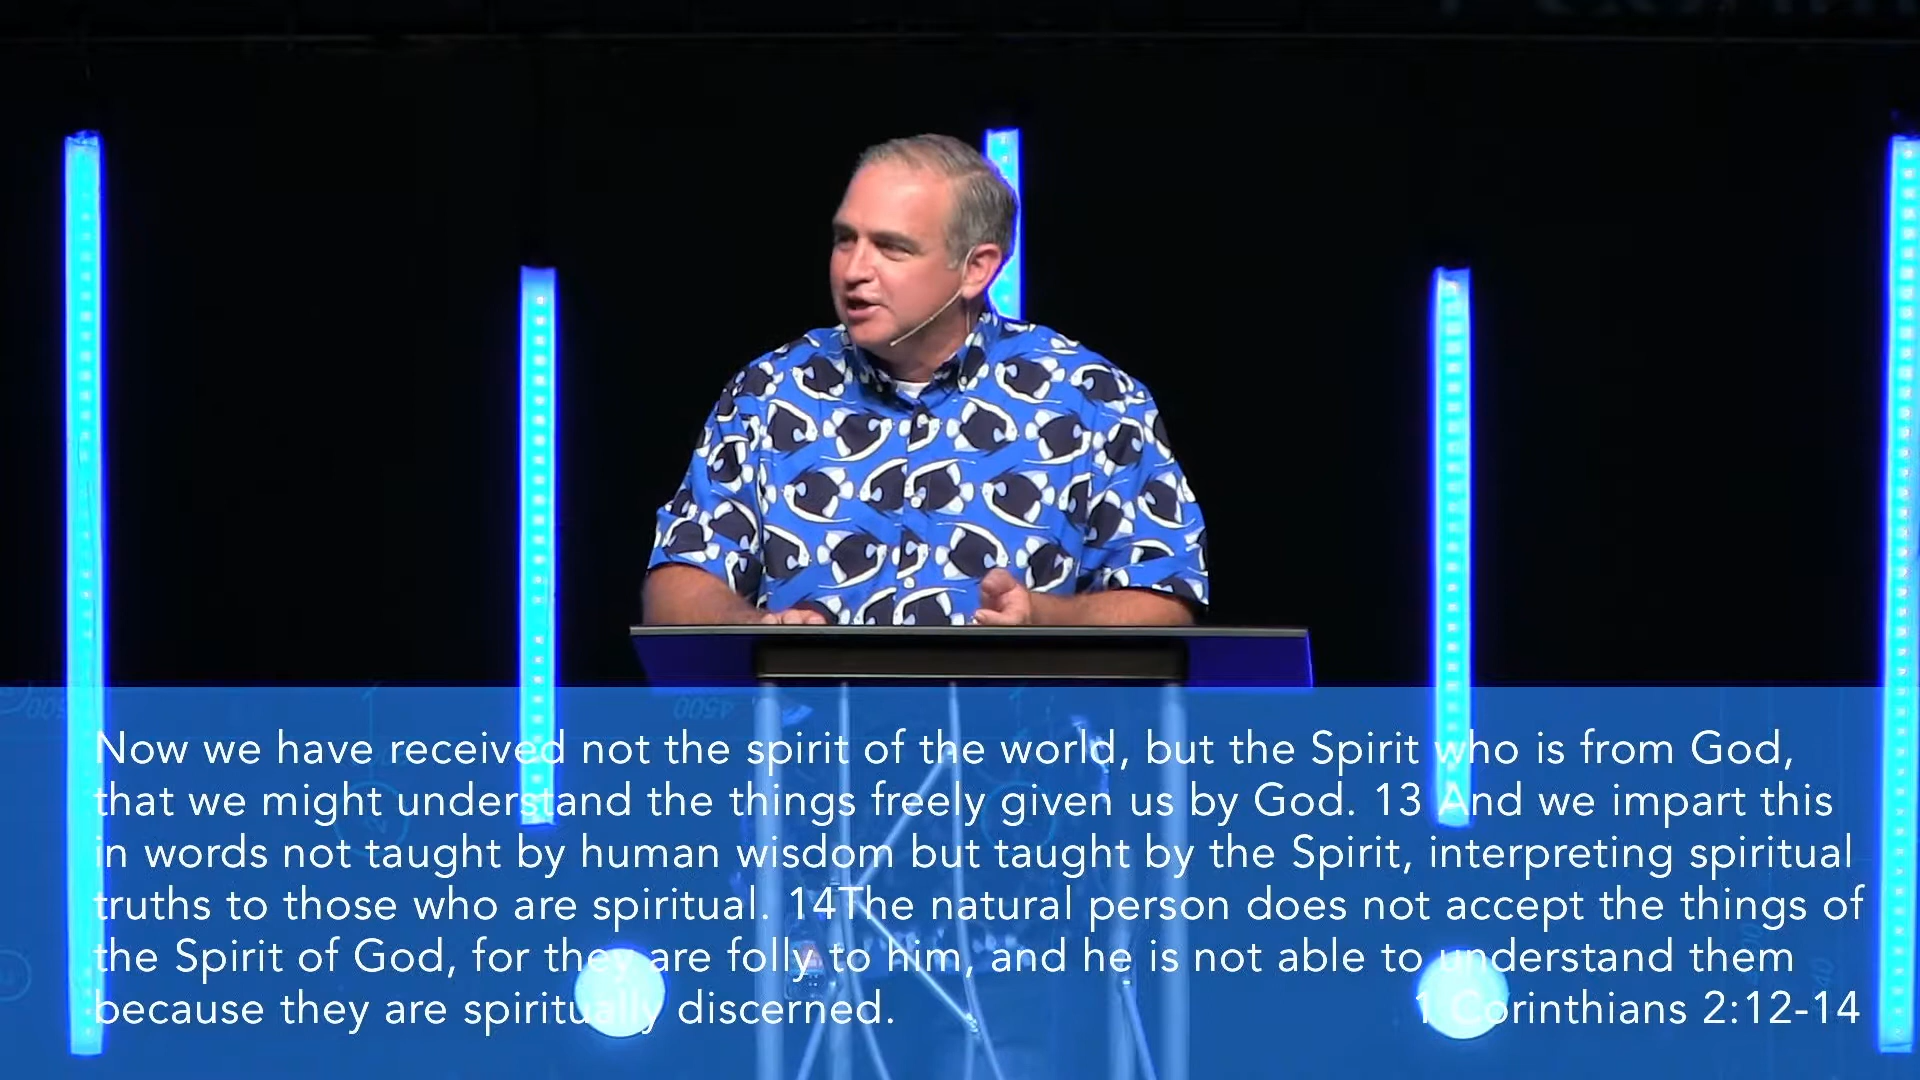 Now we have received not the spirit of the world, but the Spirit who is from God,
that we might understand the things freely given us by God. 13 And we impart this
in words not taught by human wisdom but taught by the Spirit, interpreting spiritual
truths to those who are spiritual. 14The natural person does not accept the things of
the Spirit of God, for they are folly to him, and he is not able to understand them
because they are spiritually discerned.
1 Corinthians 2:12-14
4500